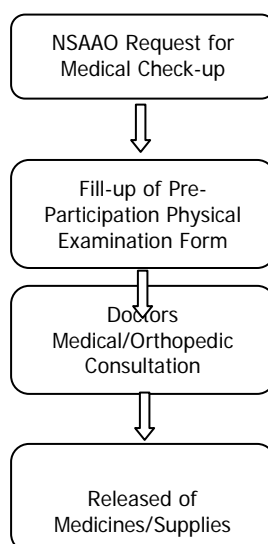 NSAAO Request for
Medical Check-up
Fill-up of Pre-
Participation Physical
Examination Form
Doctors
Medical/Orthopedic
Consultation
Released of
Medicines/Supplies